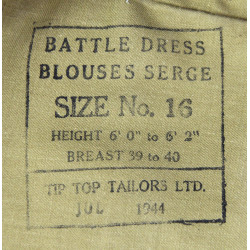 BATTLE DRESS
BLOUSES SERGE
SIZE No. 16
HEIGHT 6' 0" to 6' 2"
BREAST 39 to 40
TIP TOP TAILORS LTD.
JUL 1944